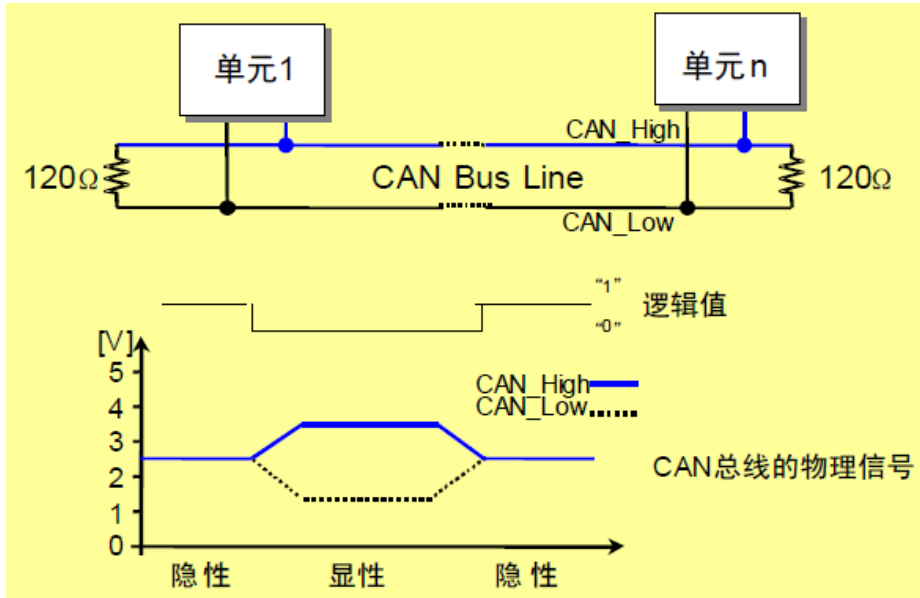 单元1
单元n
CAN_High
120Ω
CAN Bus Line
120Ω
CAN_Low
“1”
逻辑值
“0”
[V]
5
CAN_High
4
CAN_Low
3
CAN总线的物理信号
2
1
0
隐性
显性
隐性